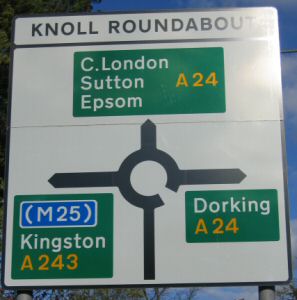 KNOLL ROUNDABOUT
C.London
Sutton A24
Epsom
(M25)
Kingston
A243
Dorking
A24